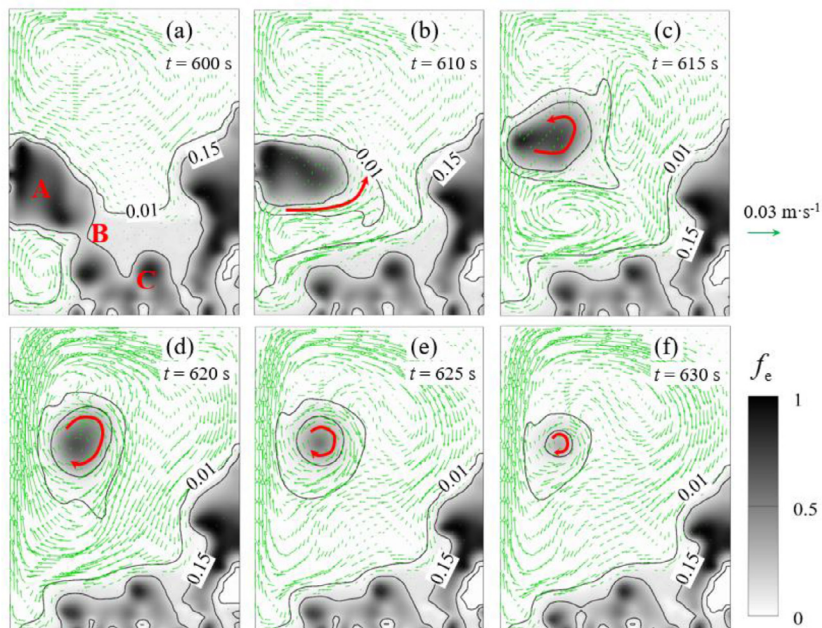 (a)
t = 600 s
0.15
0.01
A
B
C
(b)
t = 610 s
0.01
0.15
(c)
t = 615 s
0.01
0.15
0.03 m·s⁻¹
(d)
t = 620 s
0.01
0.15
(e)
t = 625 s
0.01
0.15
(f)
t = 630 s
0.01
0.15
fₑ
1
0.5
0